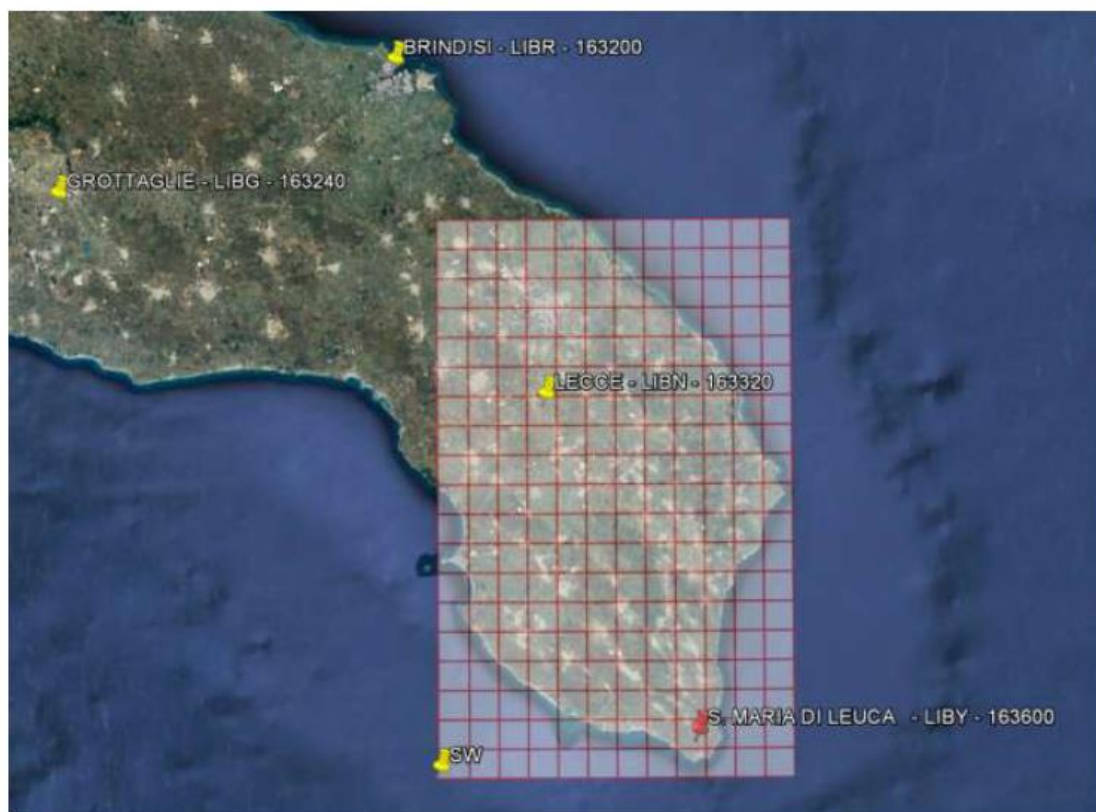 BRINDISI - LIBR - 163200
GROTTAGLIE - LIBG - 163240
LECCE - LIBN - 163320
S. MARIA DI LEUCA - LIBY - 163600
SW